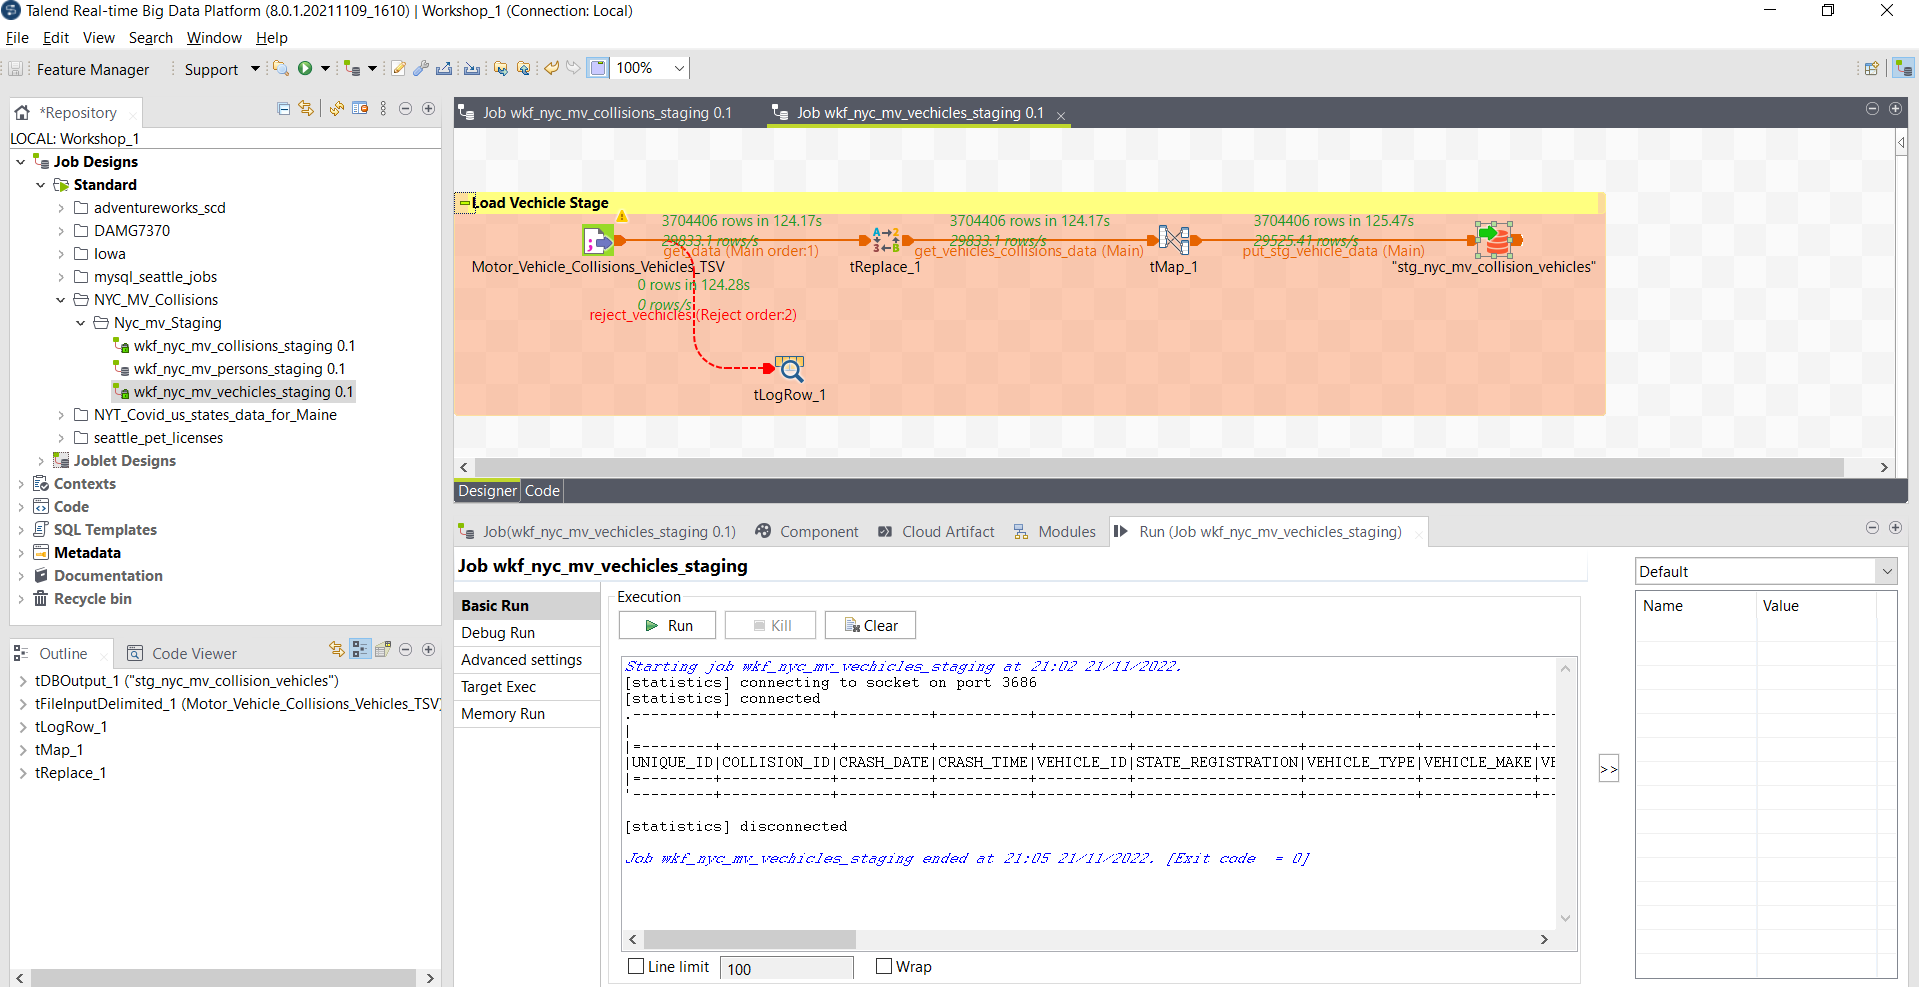 Talend Real-time Big Data Platform (8.0.1.20211109_1610) | Workshop_1 (Connection: Local)
File Edit View Search Window Help
Feature Manager Support 100%
*Repository
LOCAL: Workshop_1
Job Designs
Standard
adventureworks_scd
DAMG7370
Iowa
mysql_seattle_jobs
NYC_MV_Collisions
Nyc_mv_Staging
wkf_nyc_mv_collisions_staging 0.1
wkf_nyc_mv_persons_staging 0.1
wkf_nyc_mv_vechicles_staging 0.1
NYT_Covid_us_states_data_for_Maine
seattle_pet_licenses
Joblet Designs
Contexts
Code
SQL Templates
Metadata
Documentation
Recycle bin
Outline Code Viewer
tDBOutput_1 ("stg_nyc_mv_collision_vehicles")
tFileInputDelimited_1 (Motor_Vehicle_Collisions_Vehicles_TSV)
tLogRow_1
tMap_1
tReplace_1
Job wkf_nyc_mv_collisions_staging 0.1 Job wkf_nyc_mv_vechicles_staging 0.1
Load Vechicle Stage
3704406 rows in 124.17s 3704406 rows in 124.17s 3704406 rows in 125.47s
29833.1 rows/s 29833.1 rows/s 29525.41 rows/s
get_data (Main order:1) get_vehicles_collisions_data (Main) put_stg_vehicle_data (Main)
Motor_Vehicle_Collisions_Vehicles_TSV tReplace_1 tMap_1 "stg_nyc_mv_collision_vehicles"
0 rows in 124.28s
0 rows/s
reject_vechicles (Reject order:2)
tLogRow_1
Designer Code
Job(wkf_nyc_mv_vechicles_staging 0.1) Component Cloud Artifact Modules Run (Job wkf_nyc_mv_vechicles_staging)
Job wkf_nyc_mv_vechicles_staging
Basic Run
Debug Run
Advanced settings
Target Exec
Memory Run
Execution
Run Kill Clear
Starting job wkf_nyc_mv_vechicles_staging at 21:02 21/11/2022.
[statistics] connecting to socket on port 3686
[statistics] connected
.---------+------------+----------+----------+----------+------------------+------------+------------+--
|
|=--------+------------+----------+----------+----------+------------------+------------+------------+--
|UNIQUE_ID|COLLISION_ID|CRASH_DATE|CRASH_TIME|VEHICLE_ID|STATE_REGISTRATION|VEHICLE_TYPE|VEHICLE_MAKE|VE
|=--------+------------+----------+----------+----------+------------------+------------+------------+--
'---------+------------+----------+----------+----------+------------------+------------+------------+--
[statistics] disconnected
Job wkf_nyc_mv_vechicles_staging ended at 21:05 21/11/2022. [Exit code  = 0]
Line limit 100 Wrap
>>
Default
Name Value